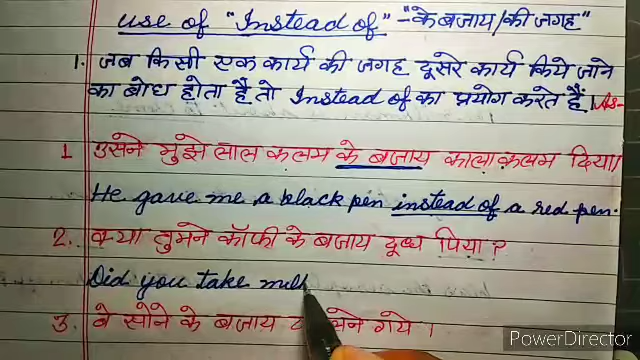 use of "Instead of" - "के बजाय/की जगह"
1. जब किसी एक कार्य की जगह दूसरे कार्य किये जाने
का बोध होता है तो Instead of का प्रयोग करते हैं। As-
1 उसने मुझे लाल कलम के बजाय काला कलम दिया।
He gave me a black pen instead of a red pen.
2. क्या तुमने कॉफी के बजाय दूध पिया?
Did you take milk
3. वे सोने के बजाय गये।
PowerDirector